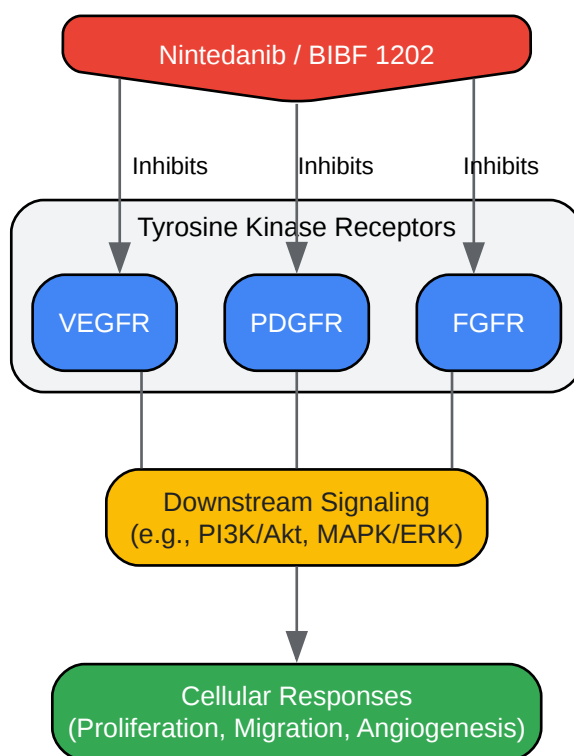 Nintedanib / BIBF 1202
Inhibits
Inhibits
Inhibits
Tyrosine Kinase Receptors
VEGFR
PDGFR
FGFR
Downstream Signaling
(e.g., PI3K/Akt, MAPK/ERK)
Cellular Responses
(Proliferation, Migration, Angiogenesis)